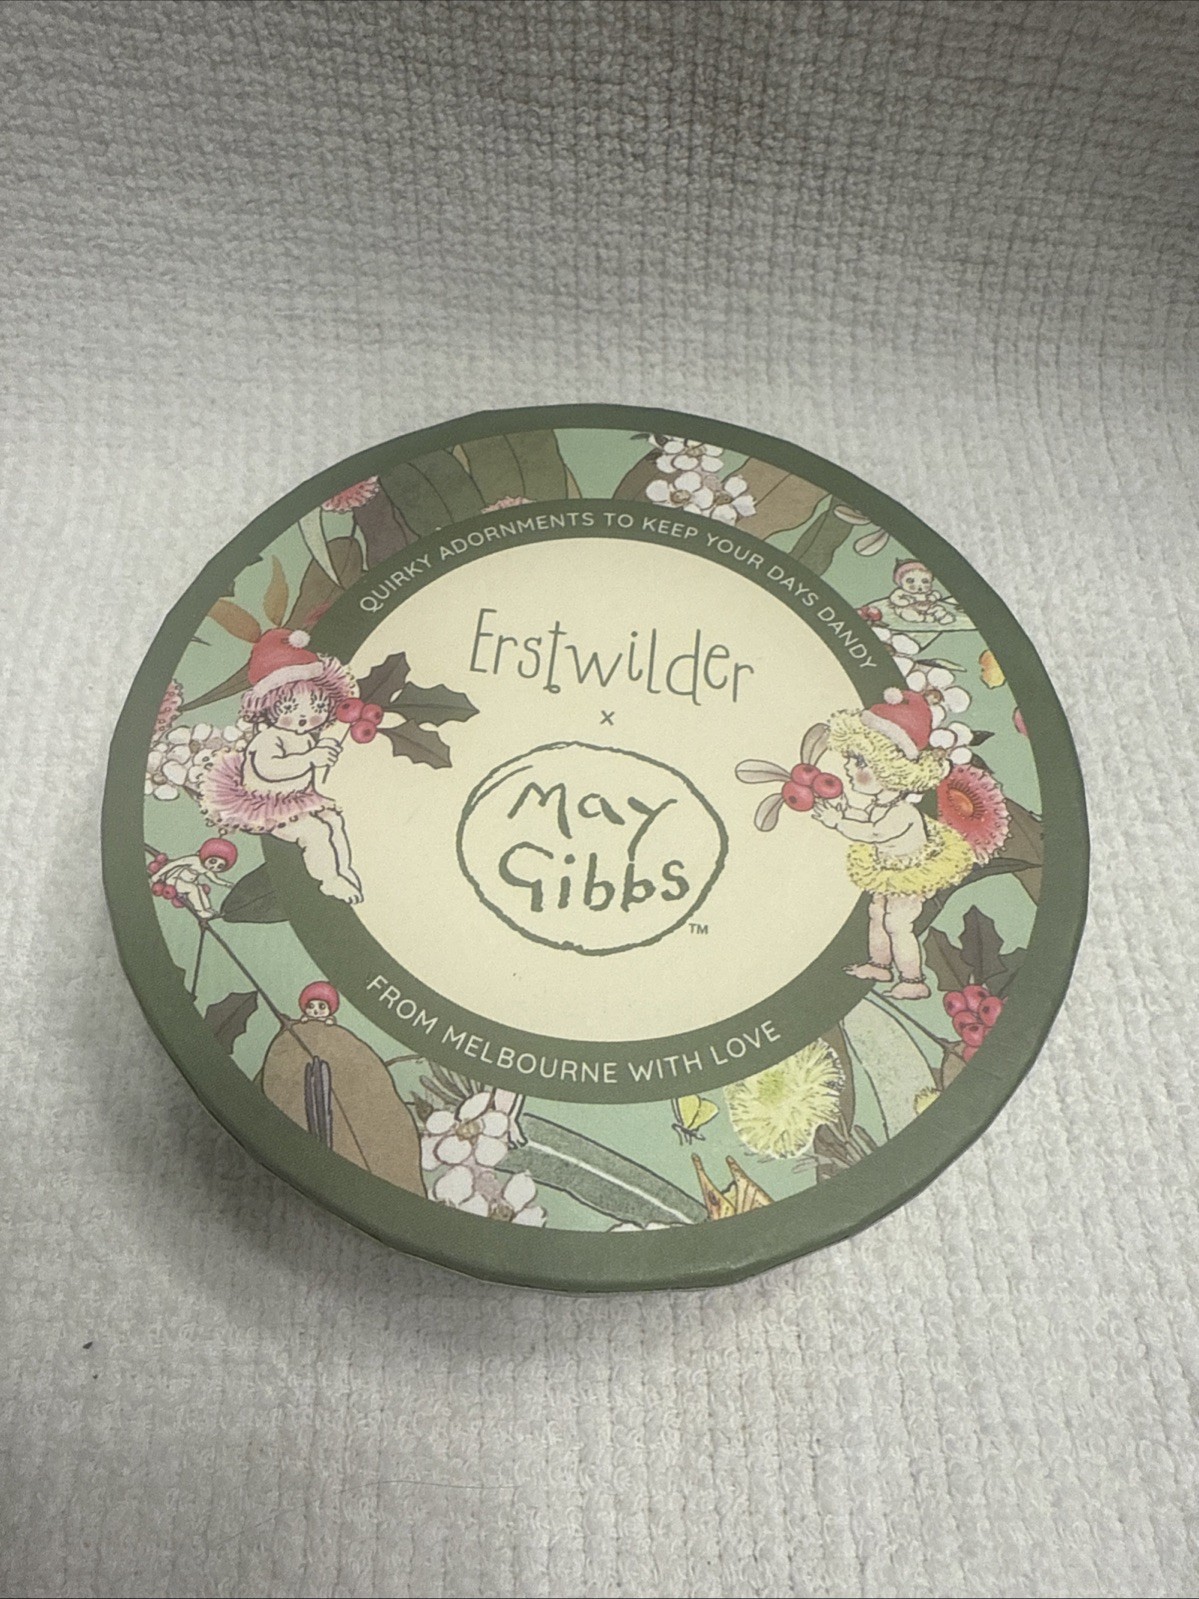 QUIRKY ADORNMENTS TO KEEP YOUR DAYS DANDY
Erstwilder
x
May
Gibbs
TM
FROM MELBOURNE WITH LOVE